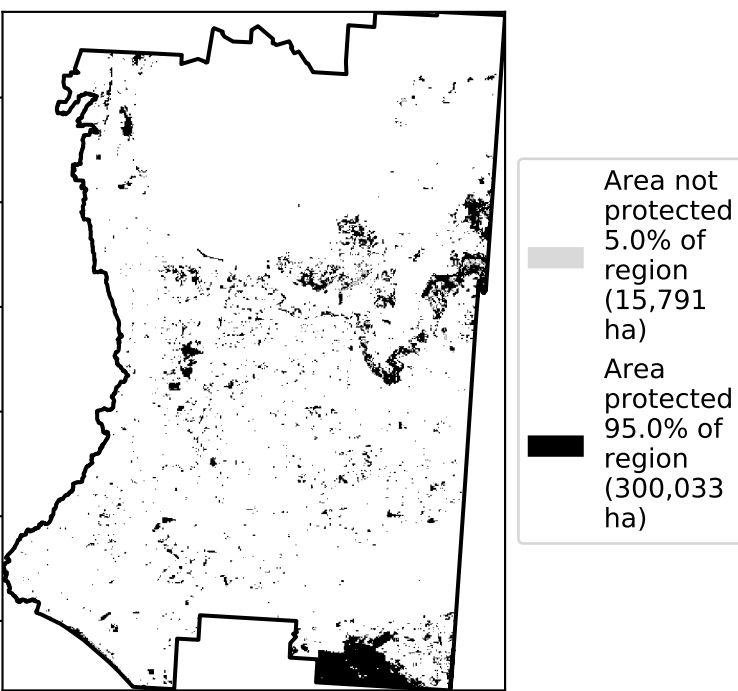 Area not
protected
5.0% of
region
(15,791
ha)
Area
protected
95.0% of
region
(300,033
ha)